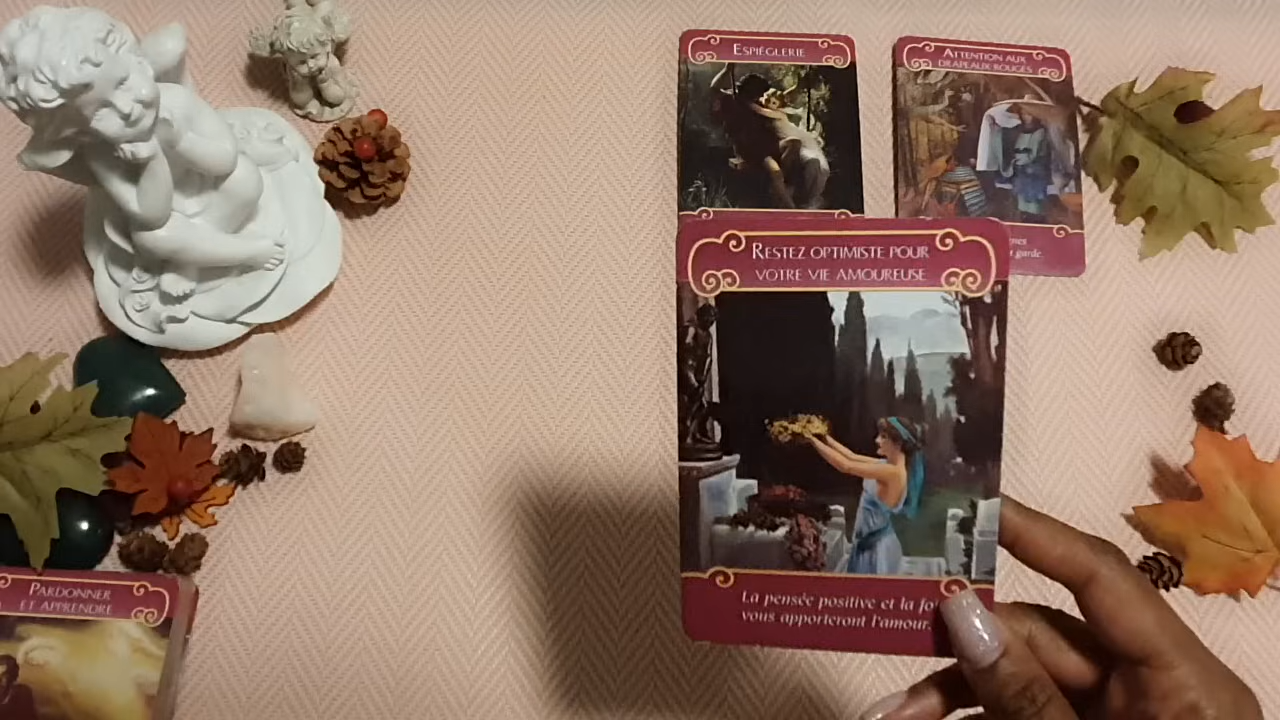 ESPIÈGLERIE
ATTENTION AUX
DRAPEAUX ROUGES
garde.
RESTEZ OPTIMISTE POUR
VOTRE VIE AMOUREUSE
La pensée positive et la foi
vous apporteront l'amour.
PARDONNER
ET APPRENDRE